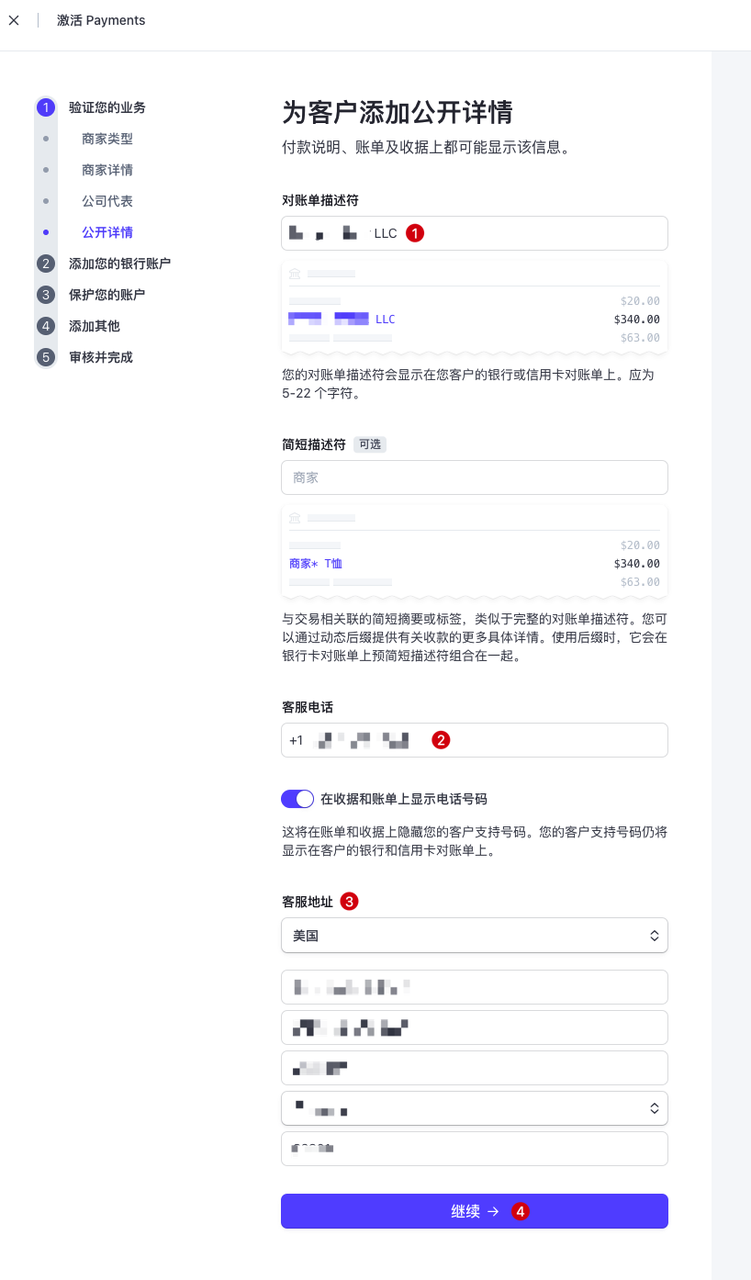 激活 Payments
1 验证您的业务
商家类型
商家详情
公司代表
公开详情
2 添加您的银行账户
3 保护您的账户
4 添加其他
5 审核并完成
为客户添加公开详情
付款说明、账单及收据上都可能显示该信息。
对账单描述符
LLC 1
$20.00
LLC $340.00
$63.00
您的对账单描述符会显示在您客户的银行或信用卡对账单上。应为
5-22 个字符。
简短描述符 可选
商家
$20.00
商家* T恤 $340.00
$63.00
与交易相关联的简短摘要或标签，类似于完整的对账单描述符。您可
以通过动态后缀提供有关收款的更多具体详情。使用后缀时，它会在
银行卡对账单上预简短描述符组合在一起。
客服电话
+1 2
在收据和账单上显示电话号码
这将在账单和收据上隐藏您的客户支持号码。您的客户支持号码仍将
显示在客户的银行和信用卡对账单上。
客服地址 3
美国
继续 → 4